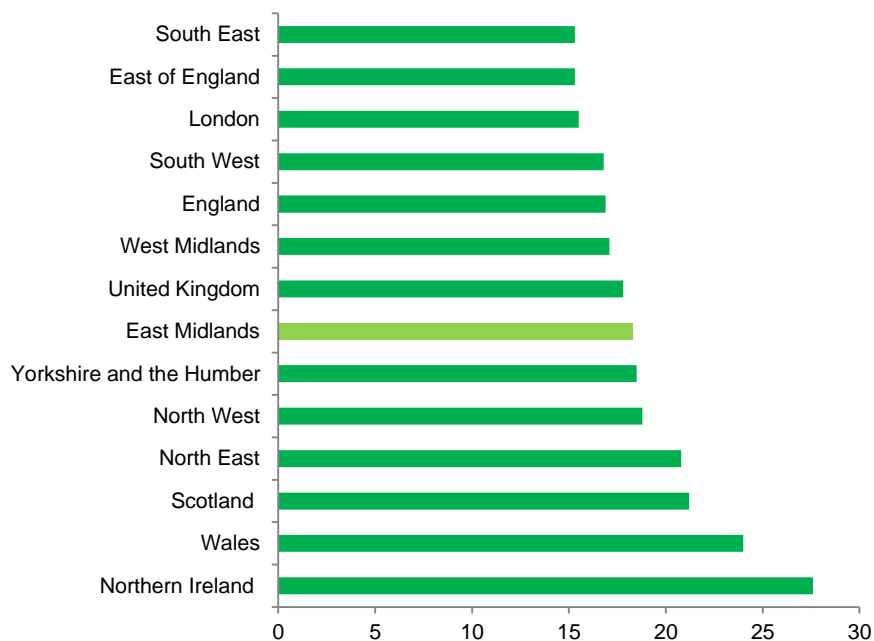 South East
East of England
London
South West
England
West Midlands
United Kingdom
East Midlands
Yorkshire and the Humber
North West
North East
Scotland
Wales
Northern Ireland
0 5 10 15 20 25 30